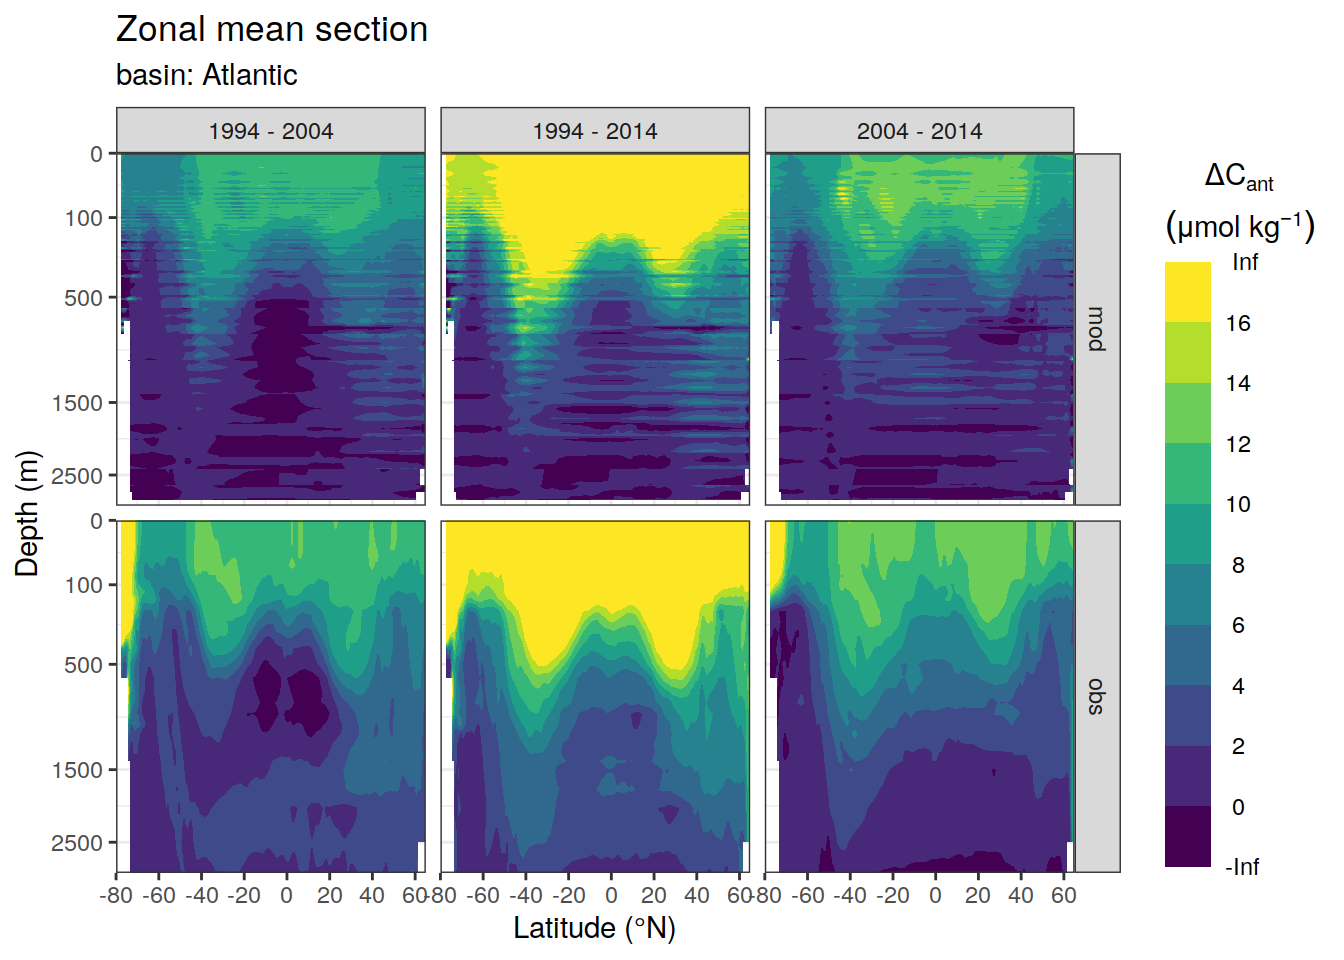 Zonal mean section
basin: Atlantic
1994 - 2004
1994 - 2014
2004 - 2014
0
100
500
1500
2500
mod
0
100
500
1500
2500
obs
Depth (m)
-80 -60 -40 -20 0 20 40 60
-80 -60 -40 -20 0 20 40 60
-80 -60 -40 -20 0 20 40 60
Latitude (°N)
ΔCant
(μmol kg⁻¹)
Inf
16
14
12
10
8
6
4
2
0
-Inf